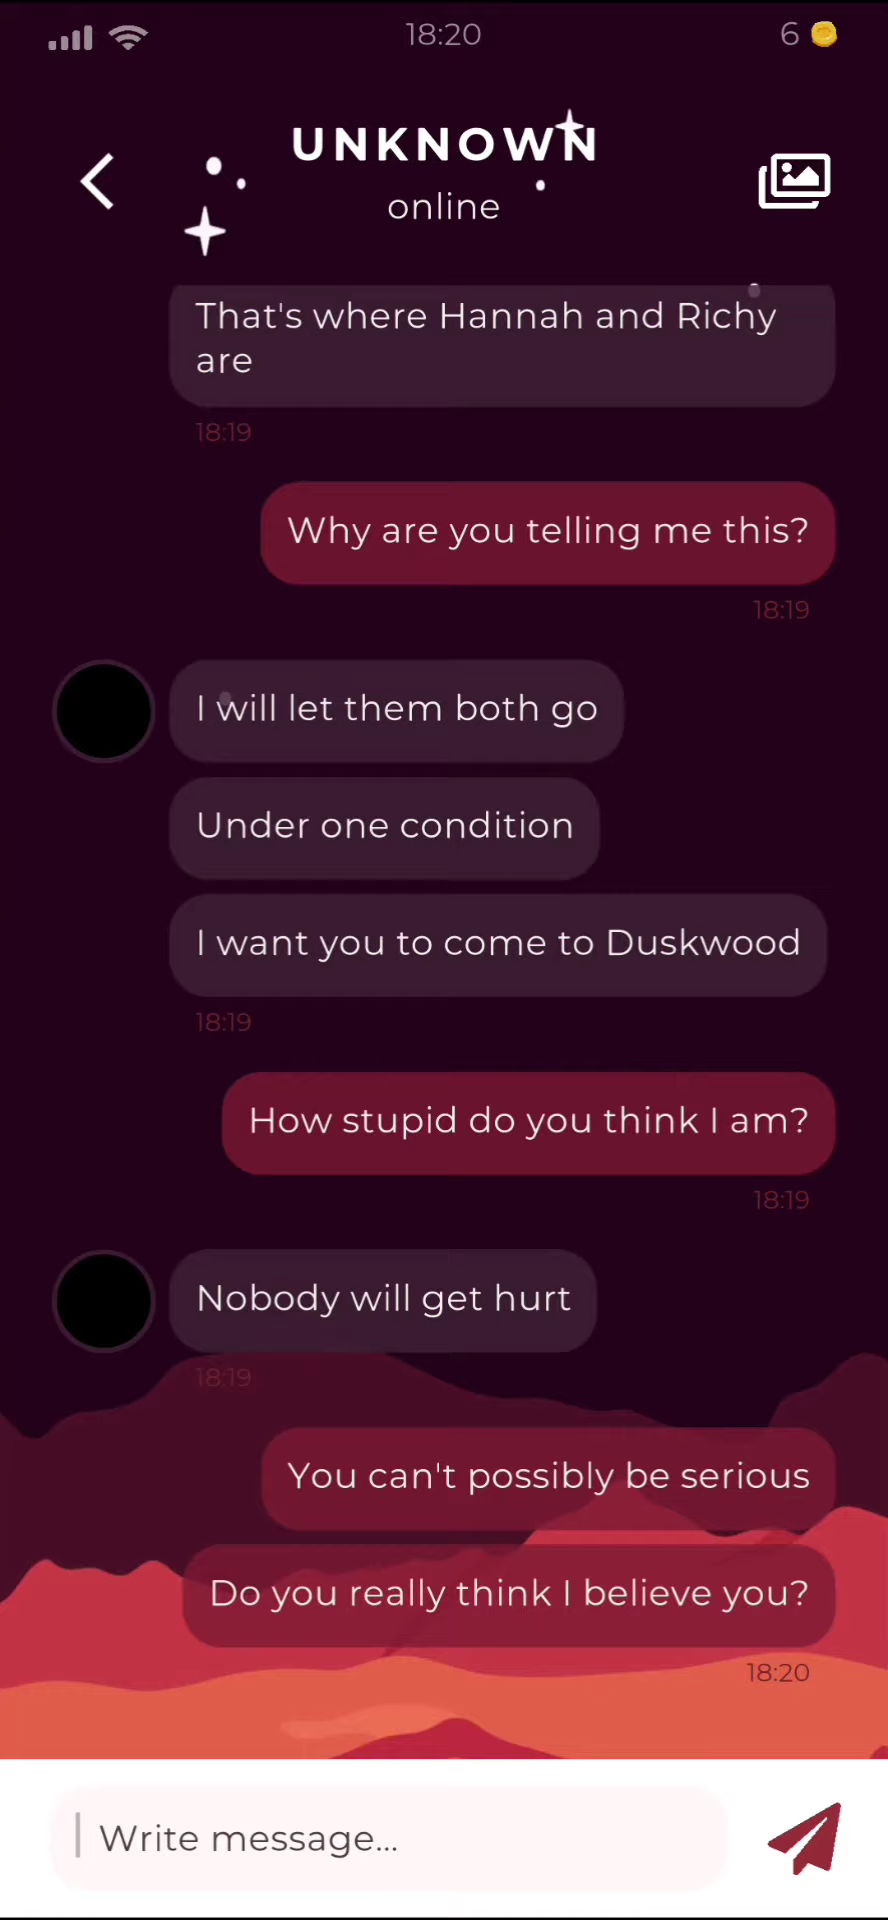 18:20
6
UNKNOWN
online
That's where Hannah and Richy
are
18:19
Why are you telling me this?
18:19
I will let them both go
Under one condition
I want you to come to Duskwood
18:19
How stupid do you think I am?
18:19
Nobody will get hurt
18:19
You can't possibly be serious
Do you really think I believe you?
18:20
Write message...